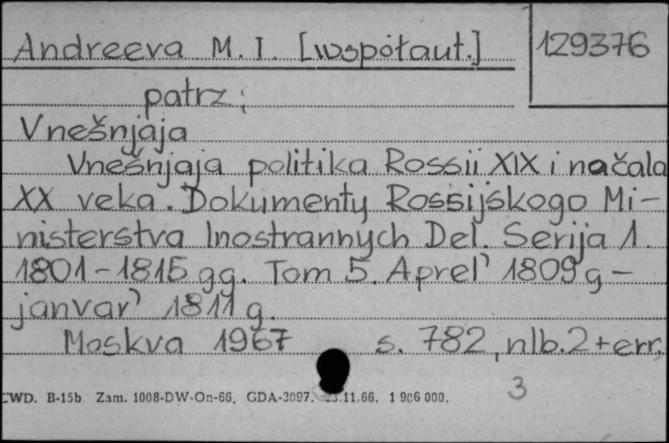 Andreeva M. I. [współaut.] 129376
patrz:
Vnešnjaja
Vnešnjaja politika Rossii XIX i načala
XX veka. Dokumenty Rossijskogo Mi-
nisterstva Inostrannych Del. Serija 1.
1801-1815 gg. Tom 5. Aprel' 1809 g -
janvar' 1811 g.
Moskva 1967 s. 782, nlb. 2 + err.
CWD. B-15b Zam. 1008-DW-On-66. GDA-3097. 11.66. 1 906 000.
3